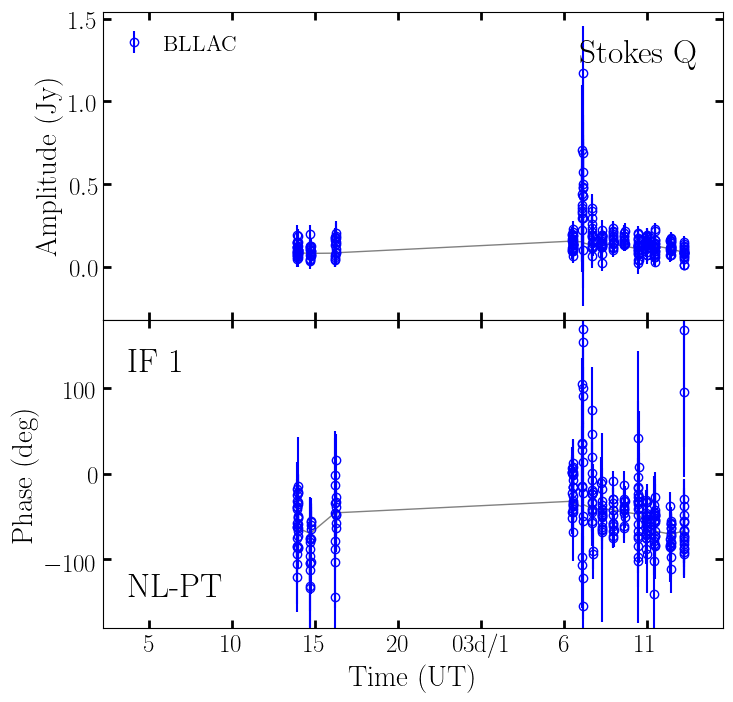 BLLAC
Stokes Q
Amplitude (Jy)
1.5
1.0
0.5
0.0
IF 1
NL-PT
Phase (deg)
100
0
−100
5 10 15 20 03d/1 6 11
Time (UT)